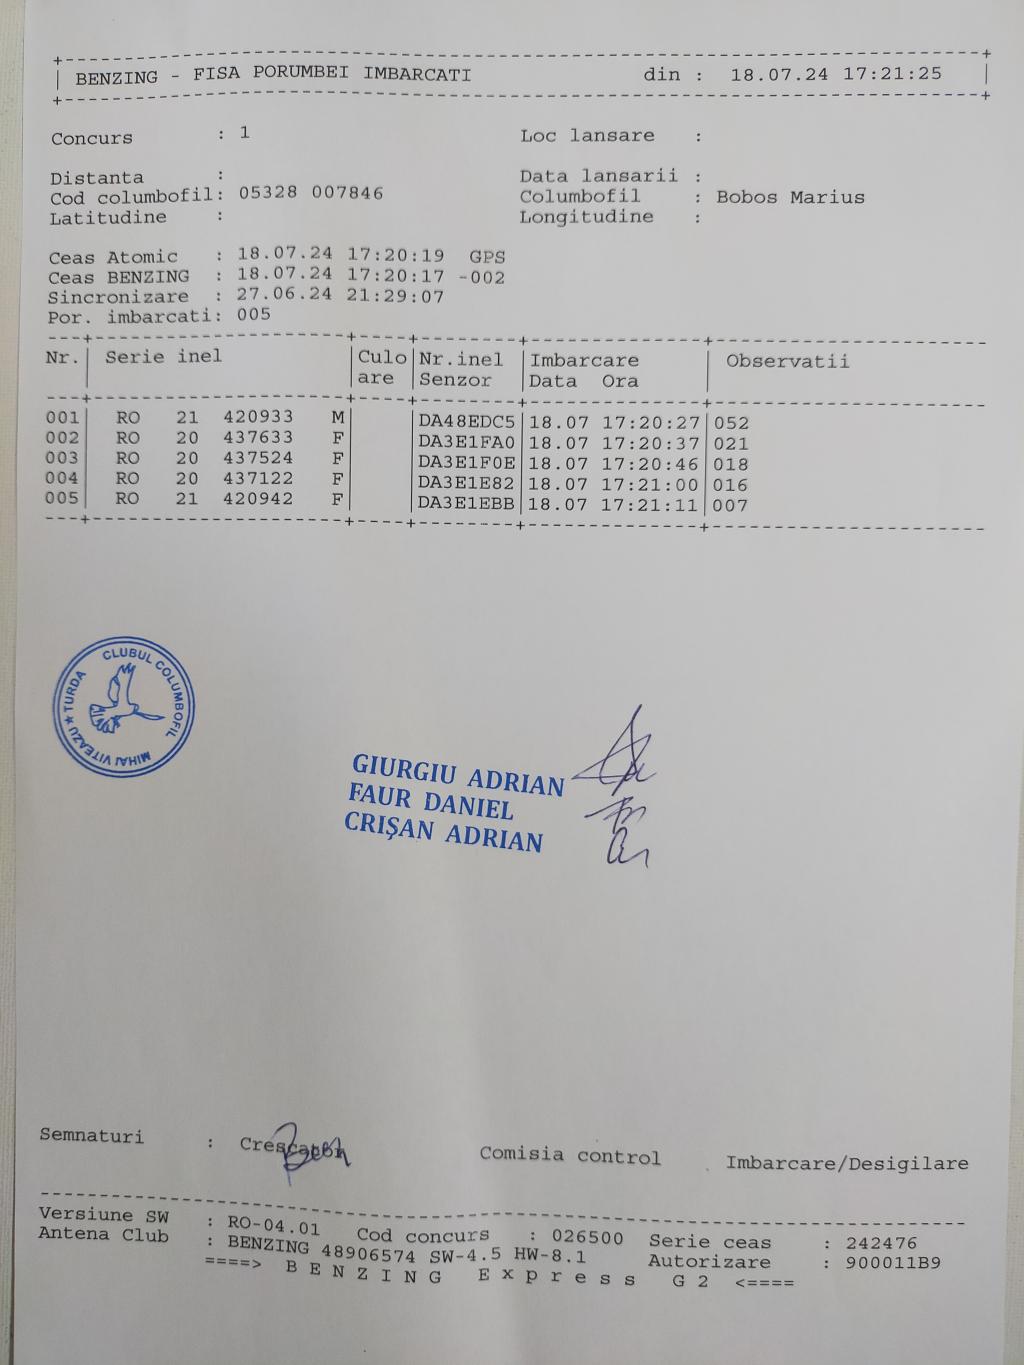 BENZING - FISA PORUMBEI IMBARCATI din : 18.07.24 17:21:25
Concurs : 1 Loc lansare :
Distanta : Data lansarii :
Cod columbofil: 05328 007846 Columbofil : Bobos Marius
Latitudine : Longitudine :
Ceas Atomic : 18.07.24 17:20:19 GPS
Ceas BENZING : 18.07.24 17:20:17 -002
Sincronizare : 27.06.24 21:29:07
Por. imbarcati: 005
Nr. Serie inel Culo Nr.inel Imbarcare Observatii
are Senzor Data Ora
001 RO 21 420933 M DA48EDC5 18.07 17:20:27 052
002 RO 20 437633 F DA3E1FA0 18.07 17:20:37 021
003 RO 20 437524 F DA3E1F0E 18.07 17:20:46 018
004 RO 20 437122 F DA3E1E82 18.07 17:21:00 016
005 RO 21 420942 F DA3E1EBB 18.07 17:21:11 007
CLUBUL COLUMBOFIL MIHAI VITEAZU ★ TURDA
GIURGIU ADRIAN
FAUR DANIEL
CRIŞAN ADRIAN
Semnaturi : Crescator Comisia control Imbarcare/Desigilare
Versiune SW : RO-04.01 Cod concurs : 026500 Serie ceas : 242476
Antena Club : BENZING 48906574 SW-4.5 HW-8.1 Autorizare : 900011B9
====> B E N Z I N G E x p r e s s G 2 <====